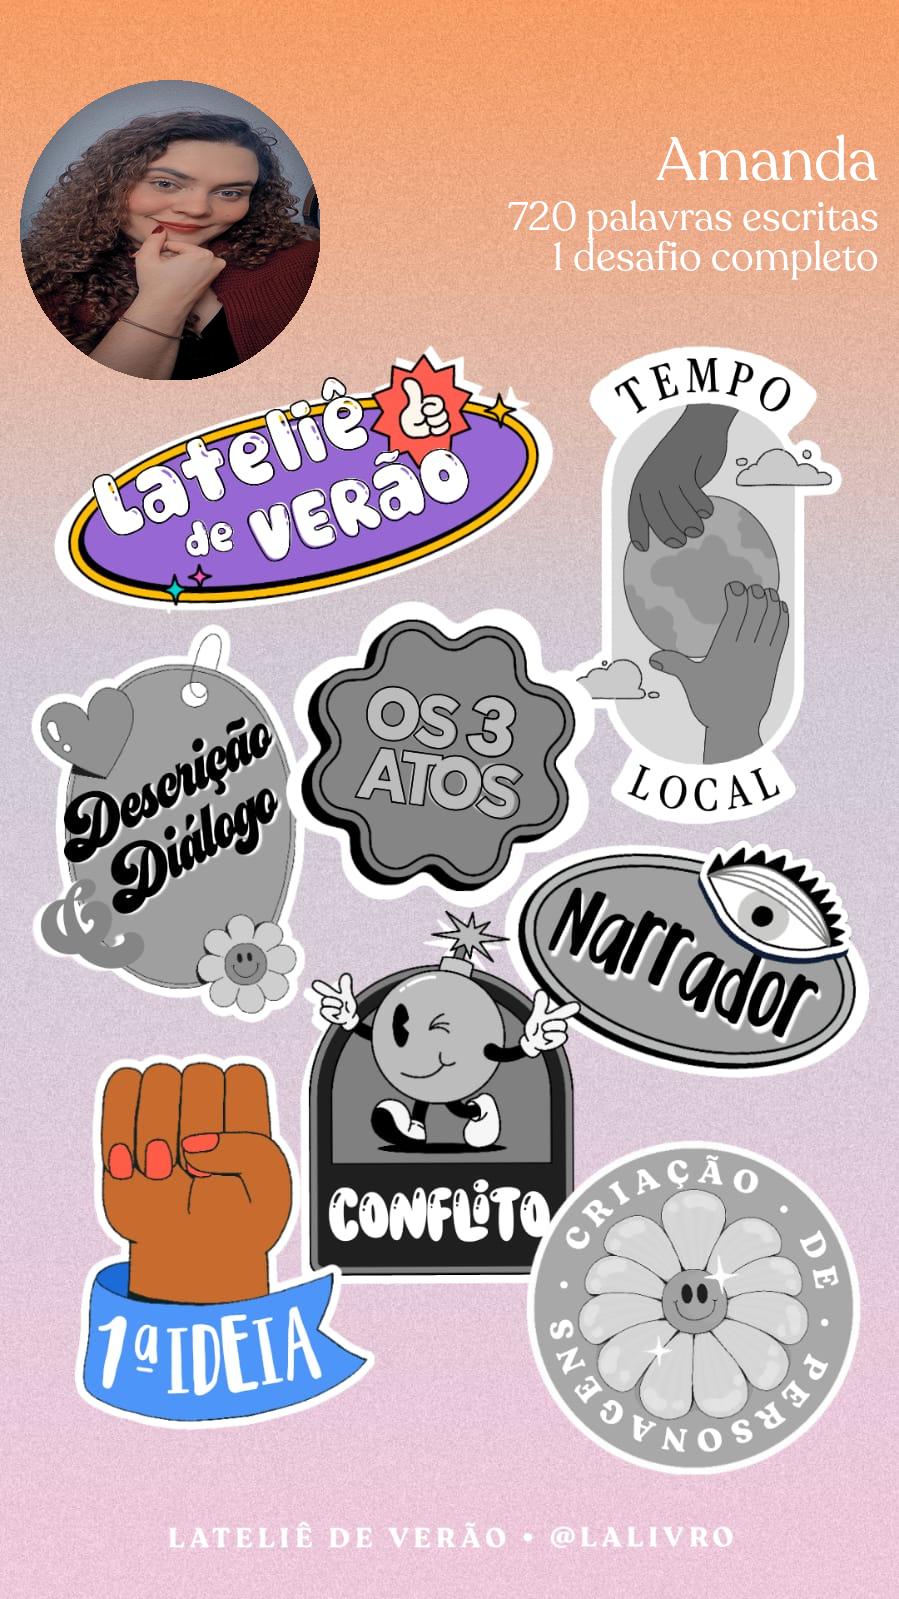 Amanda
720 palavras escritas
1 desafio completo
Lateliê
de VERÃO
TEMPO
LOCAL
OS 3
ATOS
Descrição
Diálogo
&
Narrador
CONFLiTO
1ª IDEIA
CRIAÇÃO · DE · PERSONAGENS ·
LATELIÊ DE VERÃO • @LALIVRO